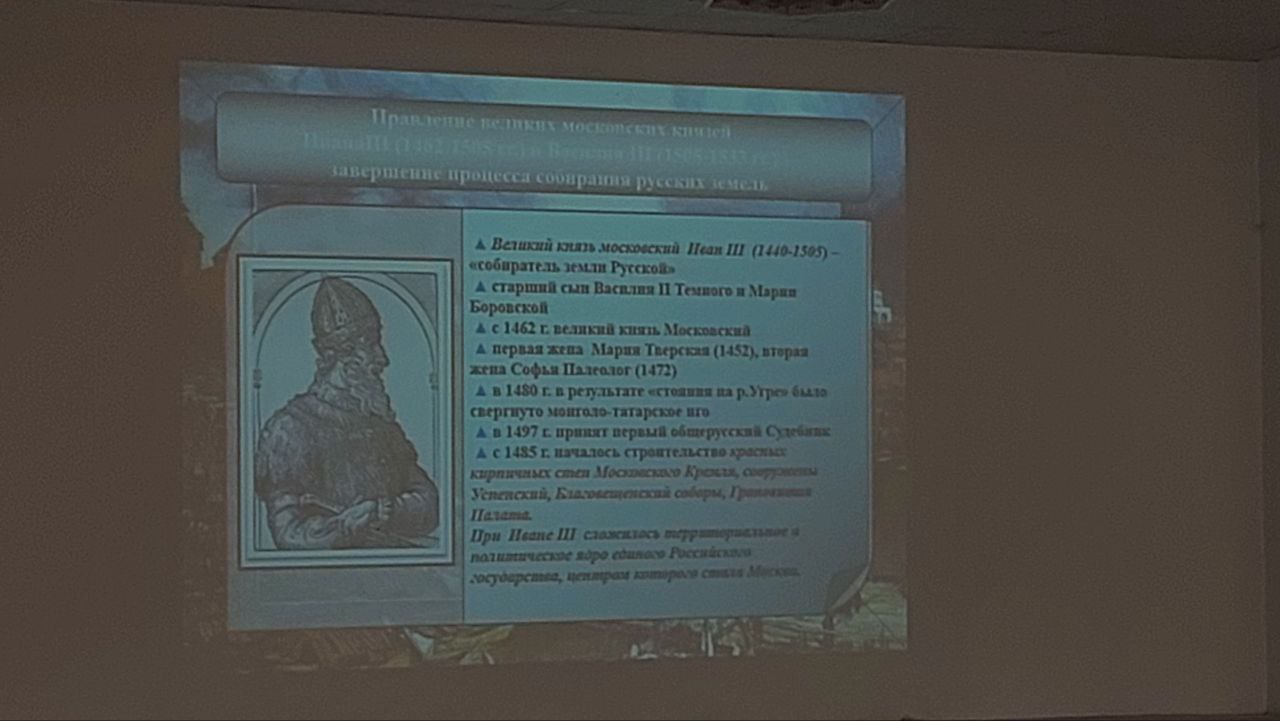 Правление великих московских князей
Ивана III (1462-1505 гг.) и Василия III (1505-1533 гг.)
завершение процесса собирания русских земель
▲ Великий князь московский Иван III (1440-1505) –
«собиратель земли Русской»
▲ старший сын Василия II Темного и Марии
Боровской
▲ с 1462 г. великий князь Московский
▲ первая жена Мария Тверская (1452), вторая
жена Софья Палеолог (1472)
▲ в 1480 г. в результате «стояния на р.Угре» было
свергнуто монголо-татарское иго
▲ в 1497 г. принят первый общерусский Судебник
▲ с 1485 г. началось строительство красных
кирпичных стен Московского Кремля, сооружены
Успенский, Благовещенский соборы, Грановитая
Палата.
При Иване III сложилось территориальное и
политическое ядро единого Российского
государства, центром которого стала Москва.